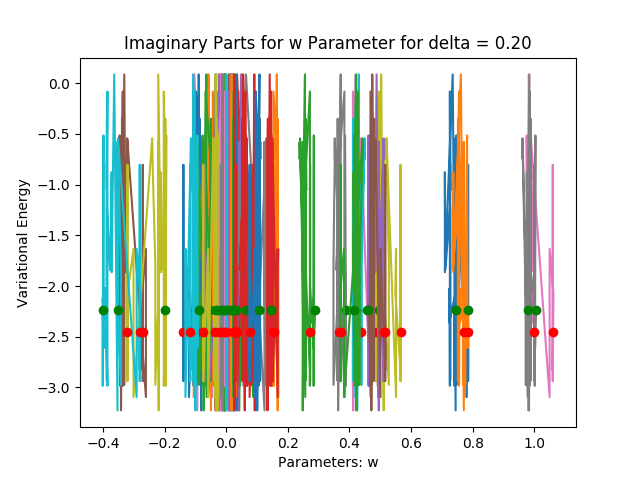 Imaginary Parts for w Parameter for delta = 0.20
Variational Energy
0.0
−0.5
−1.0
−1.5
−2.0
−2.5
−3.0
−0.4 −0.2 0.0 0.2 0.4 0.6 0.8 1.0
Parameters: w